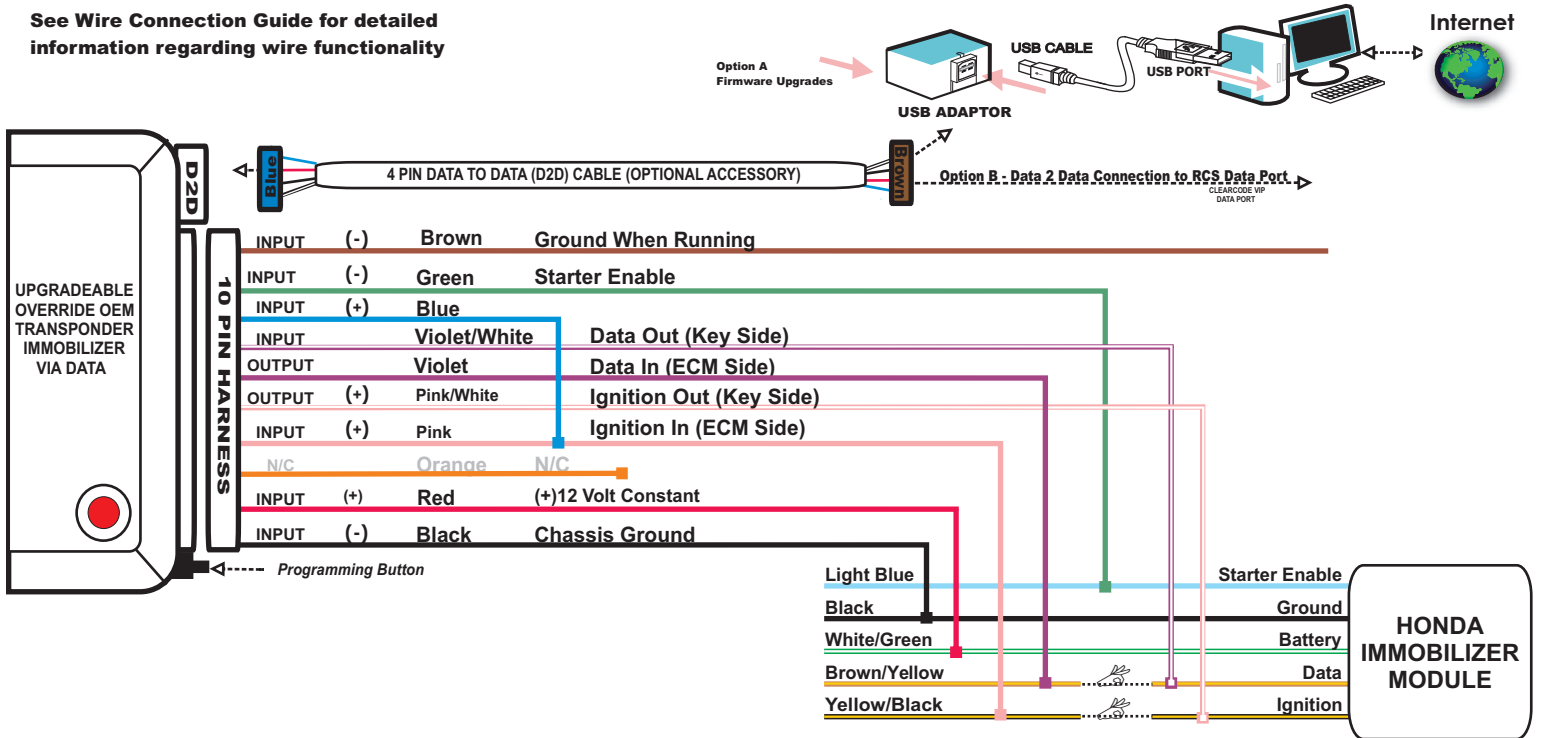 See Wire Connection Guide for detailed
information regarding wire functionality
Internet
USB CABLE
Option A
Firmware Upgrades
USB PORT
USB ADAPTOR
D2D
Blue
4 PIN DATA TO DATA (D2D) CABLE (OPTIONAL ACCESSORY)
Brown
Option B - Data 2 Data Connection to RCS Data Port
CLEARCODE VIP
DATA PORT
UPGRADEABLE
OVERRIDE OEM
TRANSPONDER
IMMOBILIZER
VIA DATA
10 PIN HARNESS
INPUT (-) Brown Ground When Running
INPUT (-) Green Starter Enable
INPUT (+) Blue
INPUT Violet/White Data Out (Key Side)
OUTPUT Violet Data In (ECM Side)
OUTPUT (+) Pink/White Ignition Out (Key Side)
INPUT (+) Pink Ignition In (ECM Side)
N/C Orange N/C
INPUT (+) Red (+)12 Volt Constant
INPUT (-) Black Chassis Ground
Programming Button
Light Blue Starter Enable
Black Ground
White/Green Battery
Brown/Yellow Data
Yellow/Black Ignition
HONDA
IMMOBILIZER
MODULE